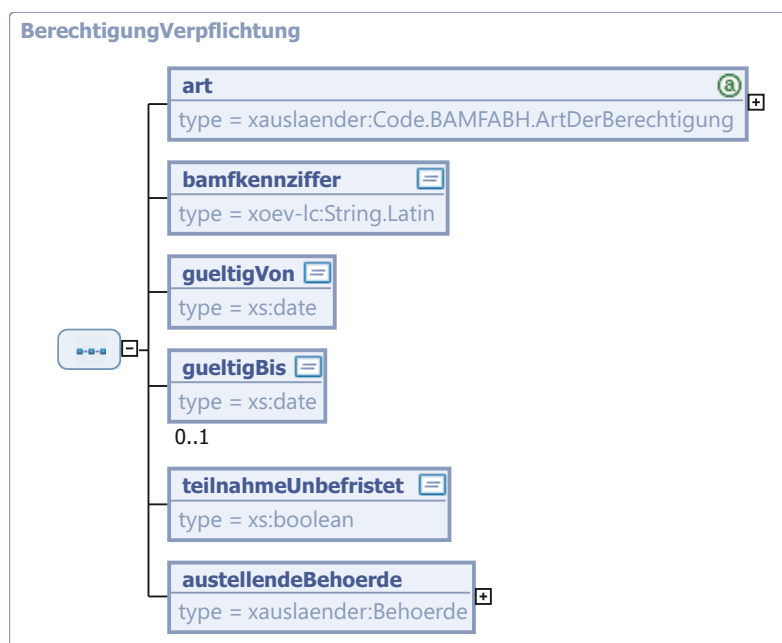 BerechtigungVerpflichtung
art
type = xauslaender:Code.BAMFABH.ArtDerBerechtigung
bamfkennziffer
type = xoev-lc:String.Latin
gueltigVon
type = xs:date
gueltigBis
type = xs:date
0..1
teilnahmeUnbefristet
type = xs:boolean
austellendeBehoerde
type = xauslaender:Behoerde